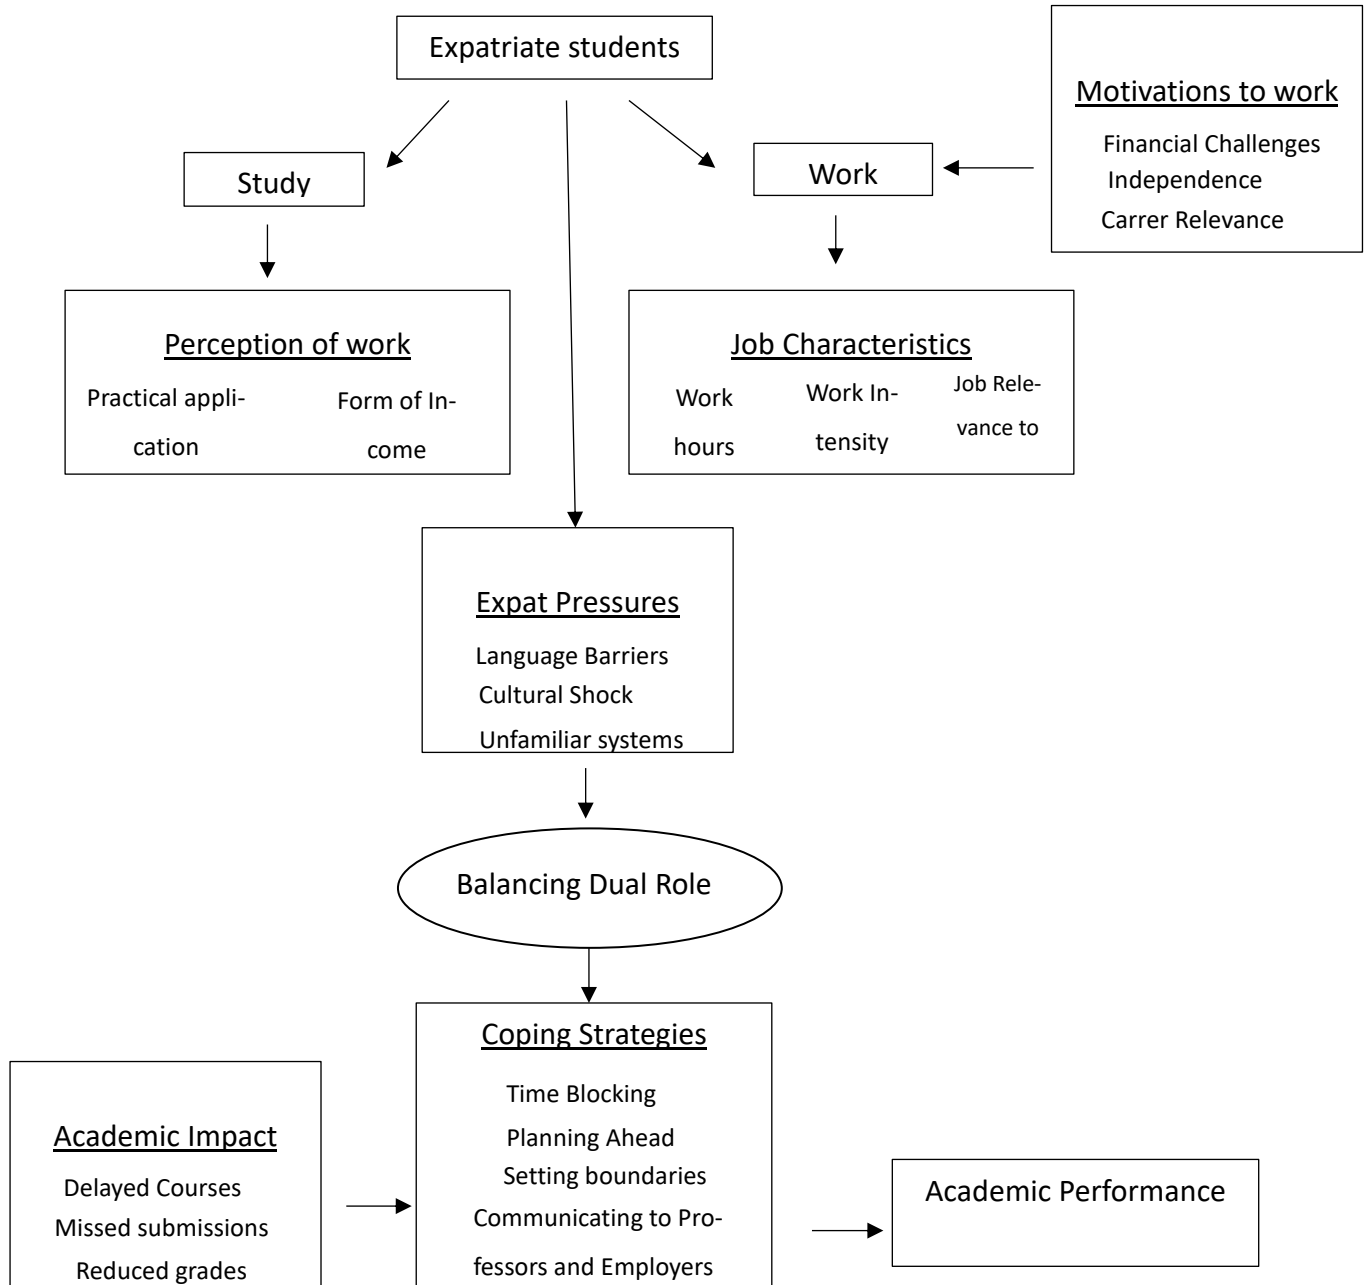 Expatriate students
Motivations to work
Financial Challenges
Independence
Carrer Relevance
Study
Work
Perception of work
Practical appli-
cation
Form of In-
come
Job Characteristics
Work
hours
Work In-
tensity
Job Rele-
vance to
Expat Pressures
Language Barriers
Cultural Shock
Unfamiliar systems
Balancing Dual Role
Coping Strategies
Time Blocking
Planning Ahead
Setting boundaries
Communicating to Pro-
fessors and Employers
Academic Impact
Delayed Courses
Missed submissions
Reduced grades
Academic Performance